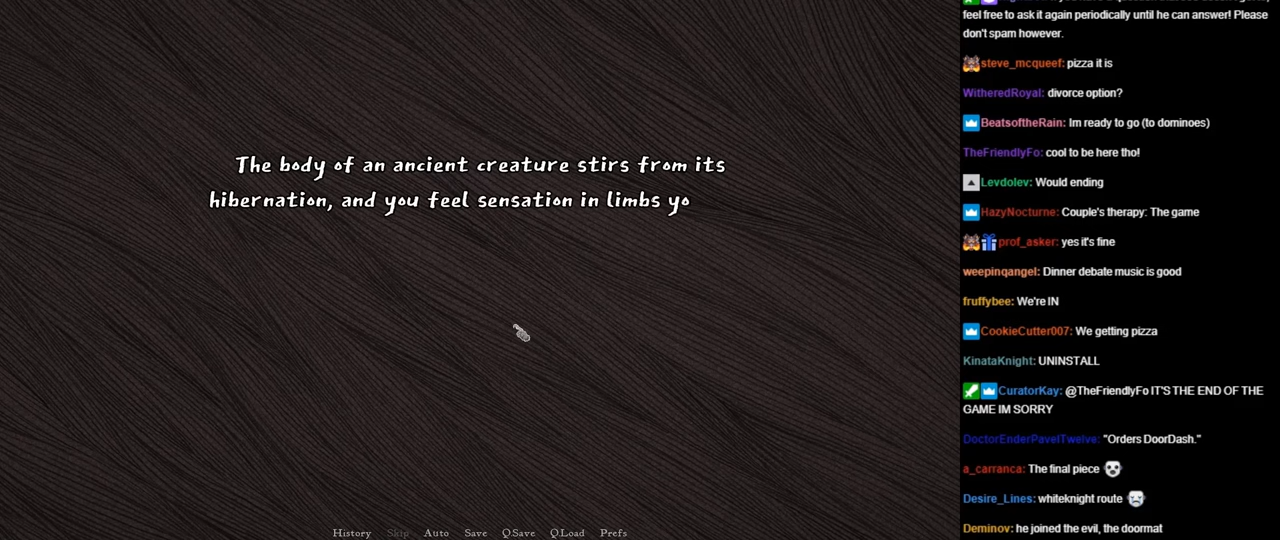 The body of an ancient creature stirs from its
hibernation, and you feel sensation in limbs yo
History Skip Auto Save Q.Save Q.Load Prefs
feel free to ask it again periodically until he can answer! Please
don't spam however.
steve_mcqueef: pizza it is
WitheredRoyal: divorce option?
BeatsoftheRain: Im ready to go (to dominoes)
TheFriendlyFo: cool to be here tho!
Levdolev: Would ending
HazyNocturne: Couple's therapy: The game
prof_asker: yes it's fine
weepinqangel: Dinner debate music is good
fruffybee: We're IN
CookieCutter007: We getting pizza
KinataKnight: UNINSTALL
CuratorKay: @TheFriendlyFo IT'S THE END OF THE
GAME IM SORRY
DoctorEnderPavelTwelve: "Orders DoorDash."
a_carranca: The final piece
Desire_Lines: whiteknight route
Deminov: he joined the evil, the doormat